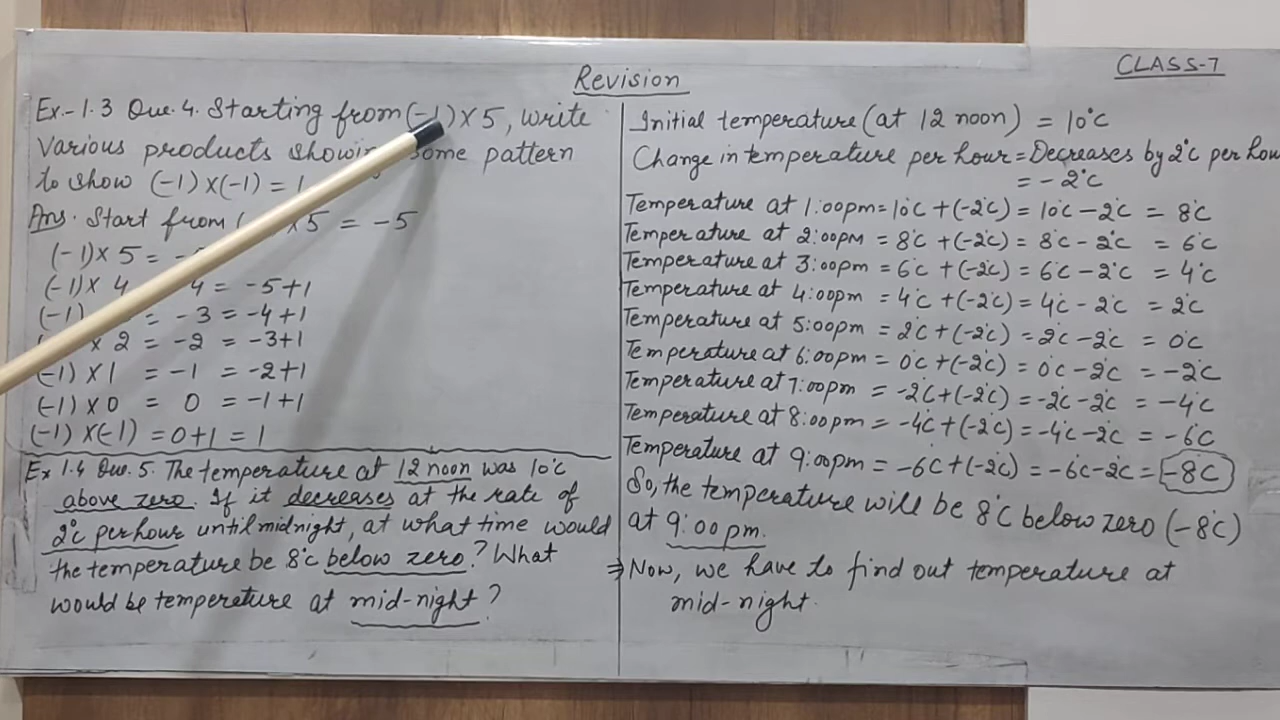 Revision
CLASS-7
Ex.-1.3 Que.4. Starting from (-1)×5, write
various products showing some pattern
to show (-1)×(-1) = 1
Ans. Start from ( ×5 = -5
(-1)×5 = -
(-1)×4 -4 = -5+1
(-1) = -3 = -4+1
×2 = -2 = -3+1
(-1)×1 = -1 = -2+1
(-1)×0 = 0 = -1+1
(-1)×(-1) = 0+1 = 1
Ex 1.4 Que.5. The temperature at 12 noon was 10°C
above zero. If it decreases at the rate of
2°C per hour until midnight, at what time would
the temperature be 8°C below zero? What
would be temperature at mid-night?
Initial temperature (at 12 noon) = 10°C
Change in temperature per hour = Decreases by 2°C per hou
= -2°C
Temperature at 1:00pm = 10°C+(-2°C) = 10°C-2°C = 8°C
Temperature at 2:00pm = 8°C+(-2°C) = 8°C-2°C = 6°C
Temperature at 3:00pm = 6°C+(-2°C) = 6°C-2°C = 4°C
Temperature at 4:00pm = 4°C+(-2°C) = 4°C-2°C = 2°C
Temperature at 5:00pm = 2°C+(-2°C) = 2°C-2°C = 0°C
Temperature at 6:00pm = 0°C+(-2°C) = 0°C-2°C = -2°C
Temperature at 7:00pm = -2°C+(-2°C) = -2°C-2°C = -4°C
Temperature at 8:00pm = -4°C+(-2°C) = -4°C-2°C = -6°C
Temperature at 9:00pm = -6°C+(-2°C) = -6°C-2°C = -8°C
So, the temperature will be 8°C below zero (-8°C)
at 9:00 pm.
⇒ Now, we have to find out temperature at
mid-night.